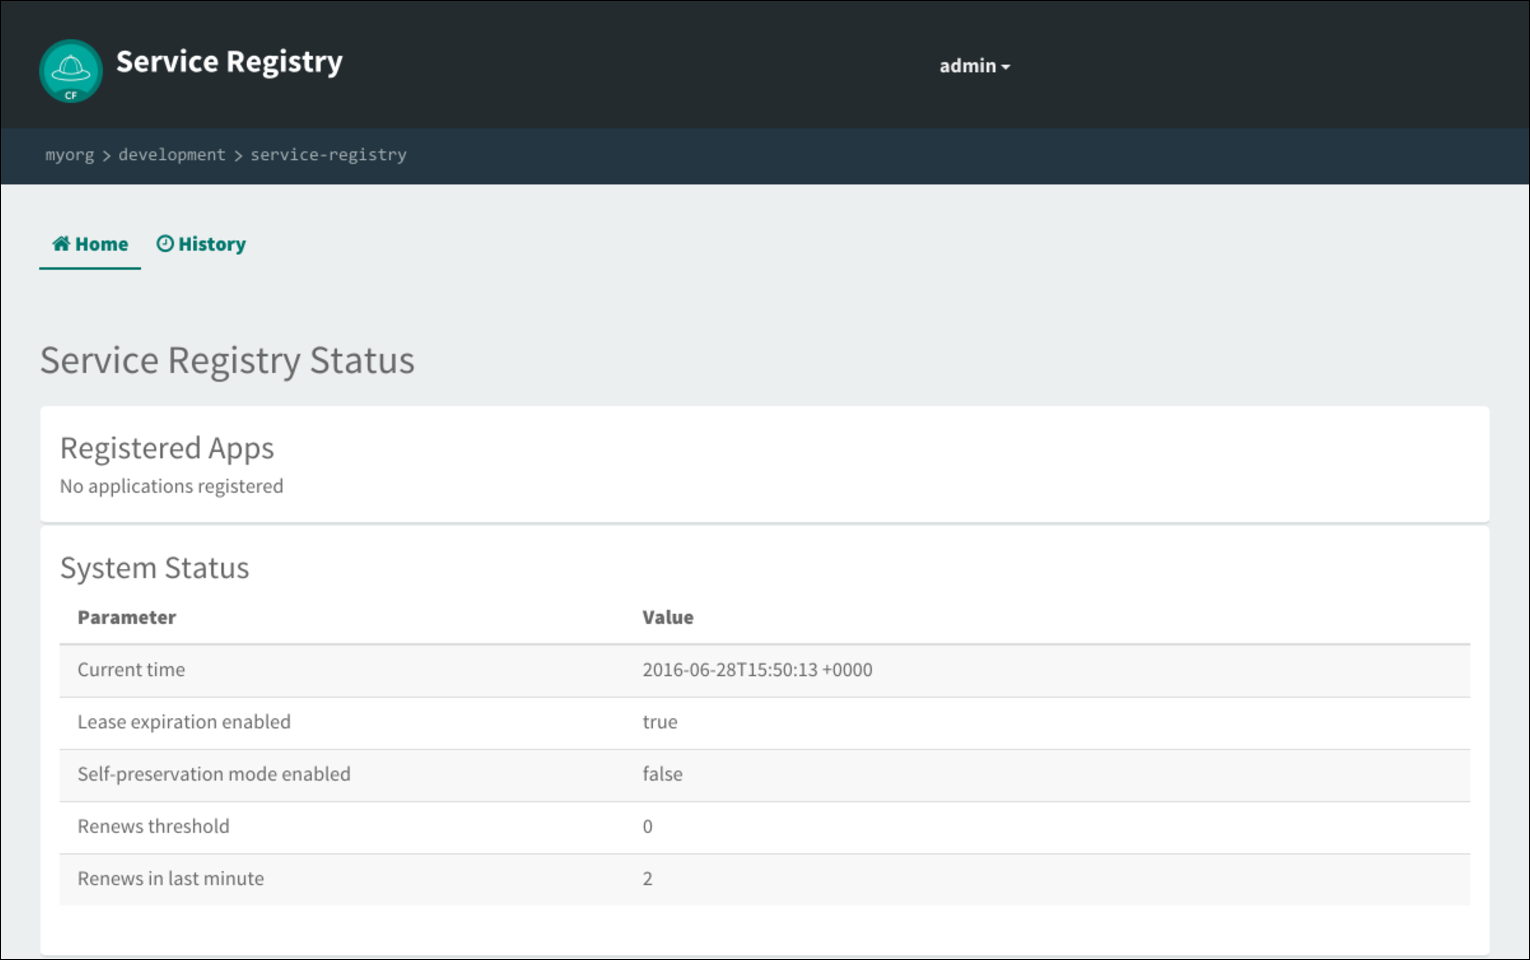 CF
Service Registry
admin
myorg > development > service-registry
Home
History
Service Registry Status
Registered Apps
No applications registered
System Status
Parameter Value
Current time 2016-06-28T15:50:13 +0000
Lease expiration enabled true
Self-preservation mode enabled false
Renews threshold 0
Renews in last minute 2